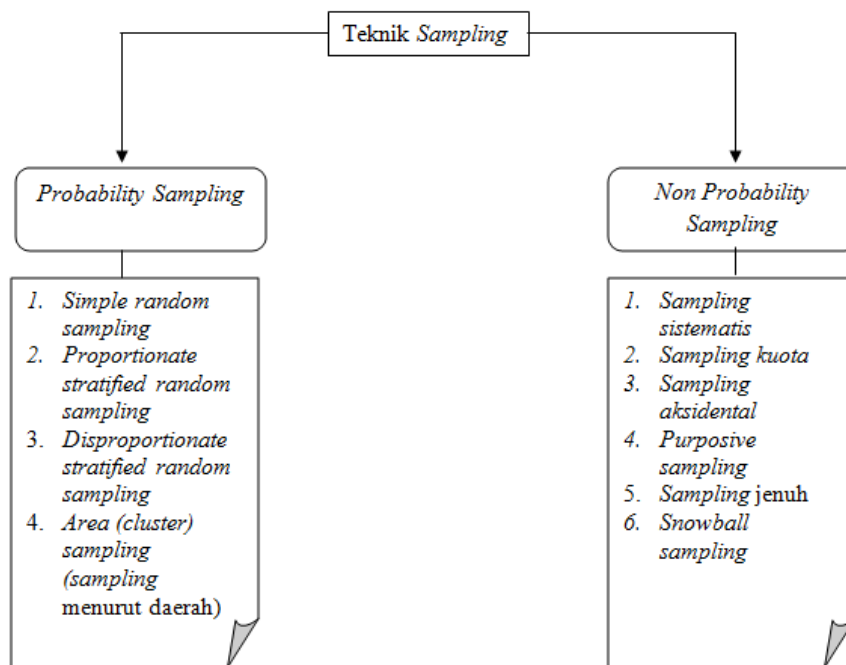 Teknik Sampling
Probability Sampling
1. Simple random
sampling
2. Proportionate
stratified random
sampling
3. Disproportionate
stratified random
sampling
4. Area (cluster)
sampling
(sampling
menurut daerah)
Non Probability
Sampling
1. Sampling
sistematis
2. Sampling kuota
3. Sampling
aksidental
4. Purposive
sampling
5. Sampling jenuh
6. Snowball
sampling